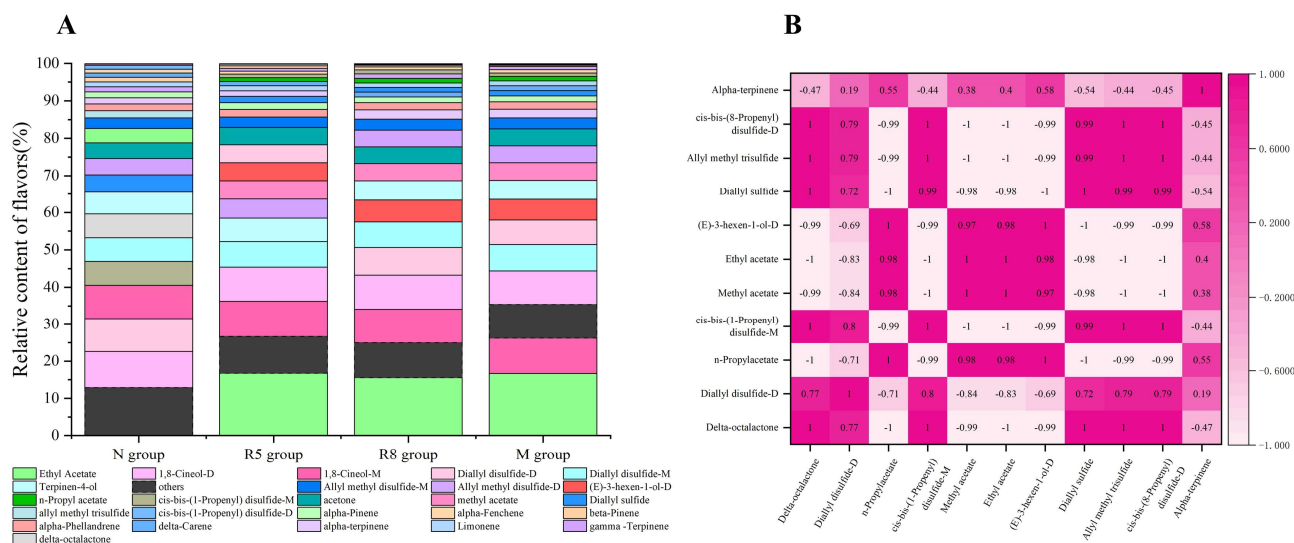 A
Relative content of flavors(%)
100
90
80
70
60
50
40
30
20
10
0
N group
R5 group
R8 group
M group
Ethyl Acetate
1,8-Cineol-D
1,8-Cineol-M
Diallyl disulfide-D
Diallyl disulfide-M
Terpinen-4-ol
others
Allyl methyl disulfide-M
Allyl methyl disulfide-D
(E)-3-hexen-1-ol-D
n-Propyl acetate
cis-bis-(1-Propenyl) disulfide-M
acetone
methyl acetate
Diallyl sulfide
allyl methyl trisulfide
cis-bis-(1-Propenyl) disulfide-D
alpha-Pinene
alpha-Fenchene
beta-Pinene
alpha-Phellandrene
delta-Carene
alpha-terpinene
Limonene
gamma -Terpinene
delta-octalactone
B
Alpha-terpinene
-0.47 0.19 0.55 -0.44 0.38 0.4 0.58 -0.54 -0.44 -0.45 1
cis-bis-(8-Propenyl)
disulfide-D
1 0.79 -0.99 1 -1 -1 -0.99 0.99 1 1 -0.45
Allyl methyl trisulfide
1 0.79 -0.99 1 -1 -1 -0.99 0.99 1 1 -0.44
Diallyl sulfide
1 0.72 -1 0.99 -0.98 -0.98 -1 1 0.99 0.99 -0.54
(E)-3-hexen-1-ol-D
-0.99 -0.69 1 -0.99 0.97 0.98 1 -1 -0.99 -0.99 0.58
Ethyl acetate
-1 -0.83 0.98 -1 1 1 0.98 -0.98 -1 -1 0.4
Methyl acetate
-0.99 -0.84 0.98 -1 1 1 0.97 -0.98 -1 -1 0.38
cis-bis-(1-Propenyl)
disulfide-M
1 0.8 -0.99 1 -1 -1 -0.99 0.99 1 1 -0.44
n-Propylacetate
-1 -0.71 1 -0.99 0.98 0.98 1 -1 -0.99 -0.99 0.55
Diallyl disulfide-D
0.77 1 -0.71 0.8 -0.84 -0.83 -0.69 0.72 0.79 0.79 0.19
Delta-octalactone
1 0.77 -1 1 -0.99 -1 -0.99 1 1 1 -0.47
Delta-octalactone
Diallyl disulfide-D
n-Propylacetate
cis-bis-(1-Propenyl)
disulfide-M
Methyl acetate
Ethyl acetate
(E)-3-hexen-1-ol-D
Diallyl sulfide
Allyl methyl trisulfide
cis-bis-(8-Propenyl)
disulfide-D
Alpha-terpinene
1.000
0.6000
0.2000
-0.2000
-0.6000
-1.000